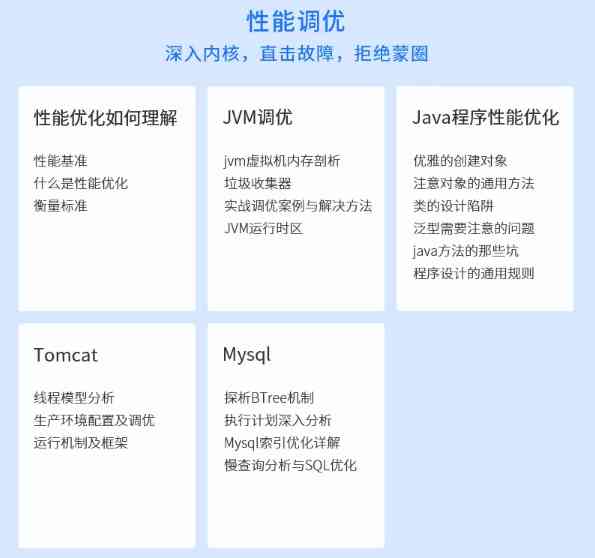 性能调优
深入内核，直击故障，拒绝蒙圈
性能优化如何理解
性能基准
什么是性能优化
衡量标准
JVM调优
jvm虚拟机内存剖析
垃圾收集器
实战调优案例与解决方法
JVM运行时区
Java程序性能优化
优雅的创建对象
注意对象的通用方法
类的设计陷阱
泛型需要注意的问题
java方法的那些坑
程序设计的通用规则
Tomcat
线程模型分析
生产环境配置及调优
运行机制及框架
Mysql
探析BTree机制
执行计划深入分析
Mysql索引优化详解
慢查询分析与SQL优化